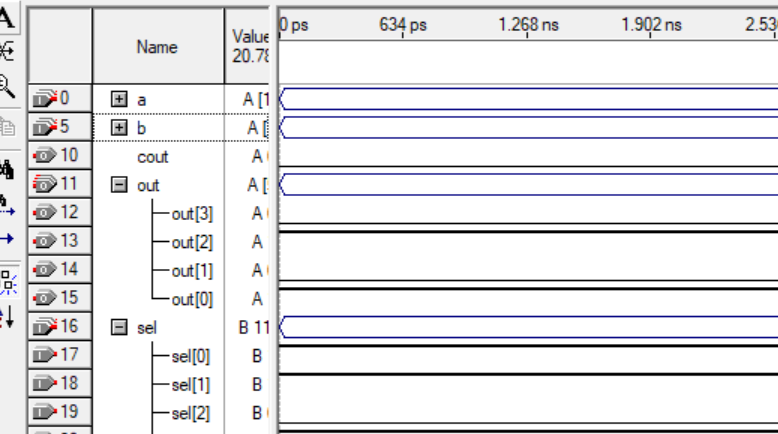 A
Name
Value
20.78
0 ps
634 ps
1.268 ns
1.902 ns
2.53
0 a A [1
5 b A [
10 cout A
11 out A [
12 out[3] A
13 out[2] A
14 out[1] A
15 out[0] A
16 sel B 11
17 sel[0] B
18 sel[1] B
19 sel[2] B